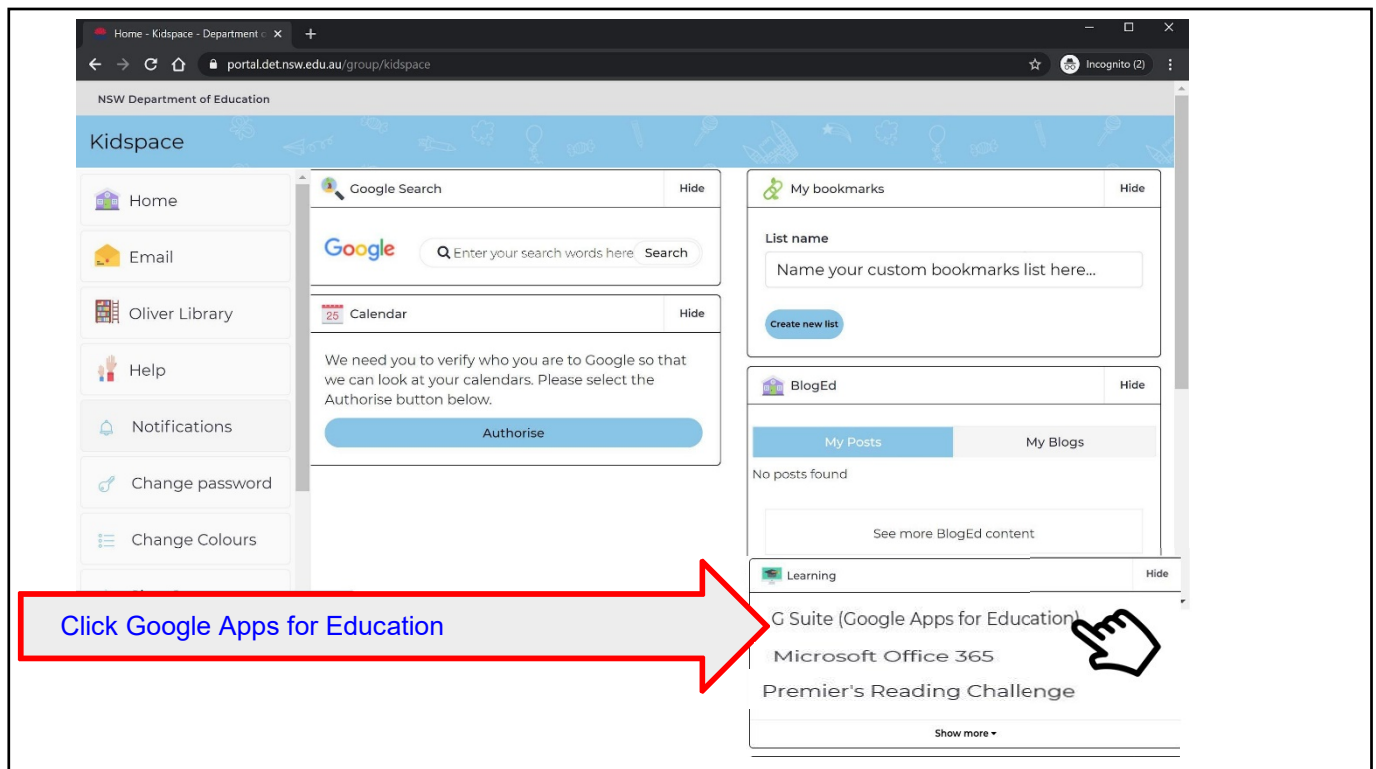 Home - Kidspace - Department o
portal.det.nsw.edu.au/group/kidspace
Incognito (2)
NSW Department of Education
Kidspace
Home
Email
Oliver Library
Help
Notifications
Change password
Change Colours
Google Search
Hide
Google
Enter your search words here
Search
25
Calendar
Hide
We need you to verify who you are to Google so that
we can look at your calendars. Please select the
Authorise button below.
Authorise
My bookmarks
Hide
List name
Name your custom bookmarks list here...
Create new list
BlogEd
Hide
My Posts
My Blogs
No posts found
See more BlogEd content
Learning
Hide
Click Google Apps for Education
G Suite (Google Apps for Education)
Microsoft Office 365
Premier's Reading Challenge
Show more